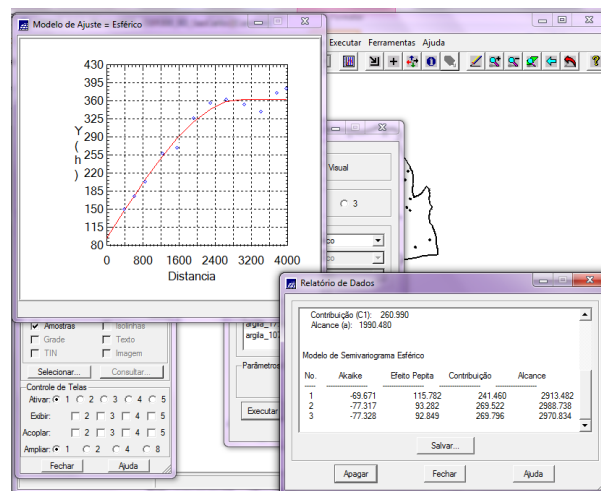 Modelo de Ajuste = Esférico
Executar Ferramentas Ajuda
430
395
360
325
290
255
220
185
150
115
80
Y
(
h
)
0 800 1600 2400 3200 4000
Distancia
Visual
3
Relatório de Dados
Contribuição (C1): 260.990
Alcance (a): 1990.480
Modelo de Semivariograma Esférico
No. Akaike Efeito Pepita Contribuição Alcance
1 -69.671 115.782 241.460 2913.482
2 -77.317 93.282 269.522 2988.738
3 -77.328 92.849 269.796 2970.834
Salvar...
Apagar Fechar Ajuda
Amostras Isolinhas
Grade Texto
TIN Imagem
Selecionar... Consultar...
Controle de Telas
Ativar: 1 2 3 4 5
Exibir: 2 3 4 5
Acoplar: 2 3 4 5
Ampliar: 1 2 4 8
Fechar Ajuda
Parâmetros
Executar